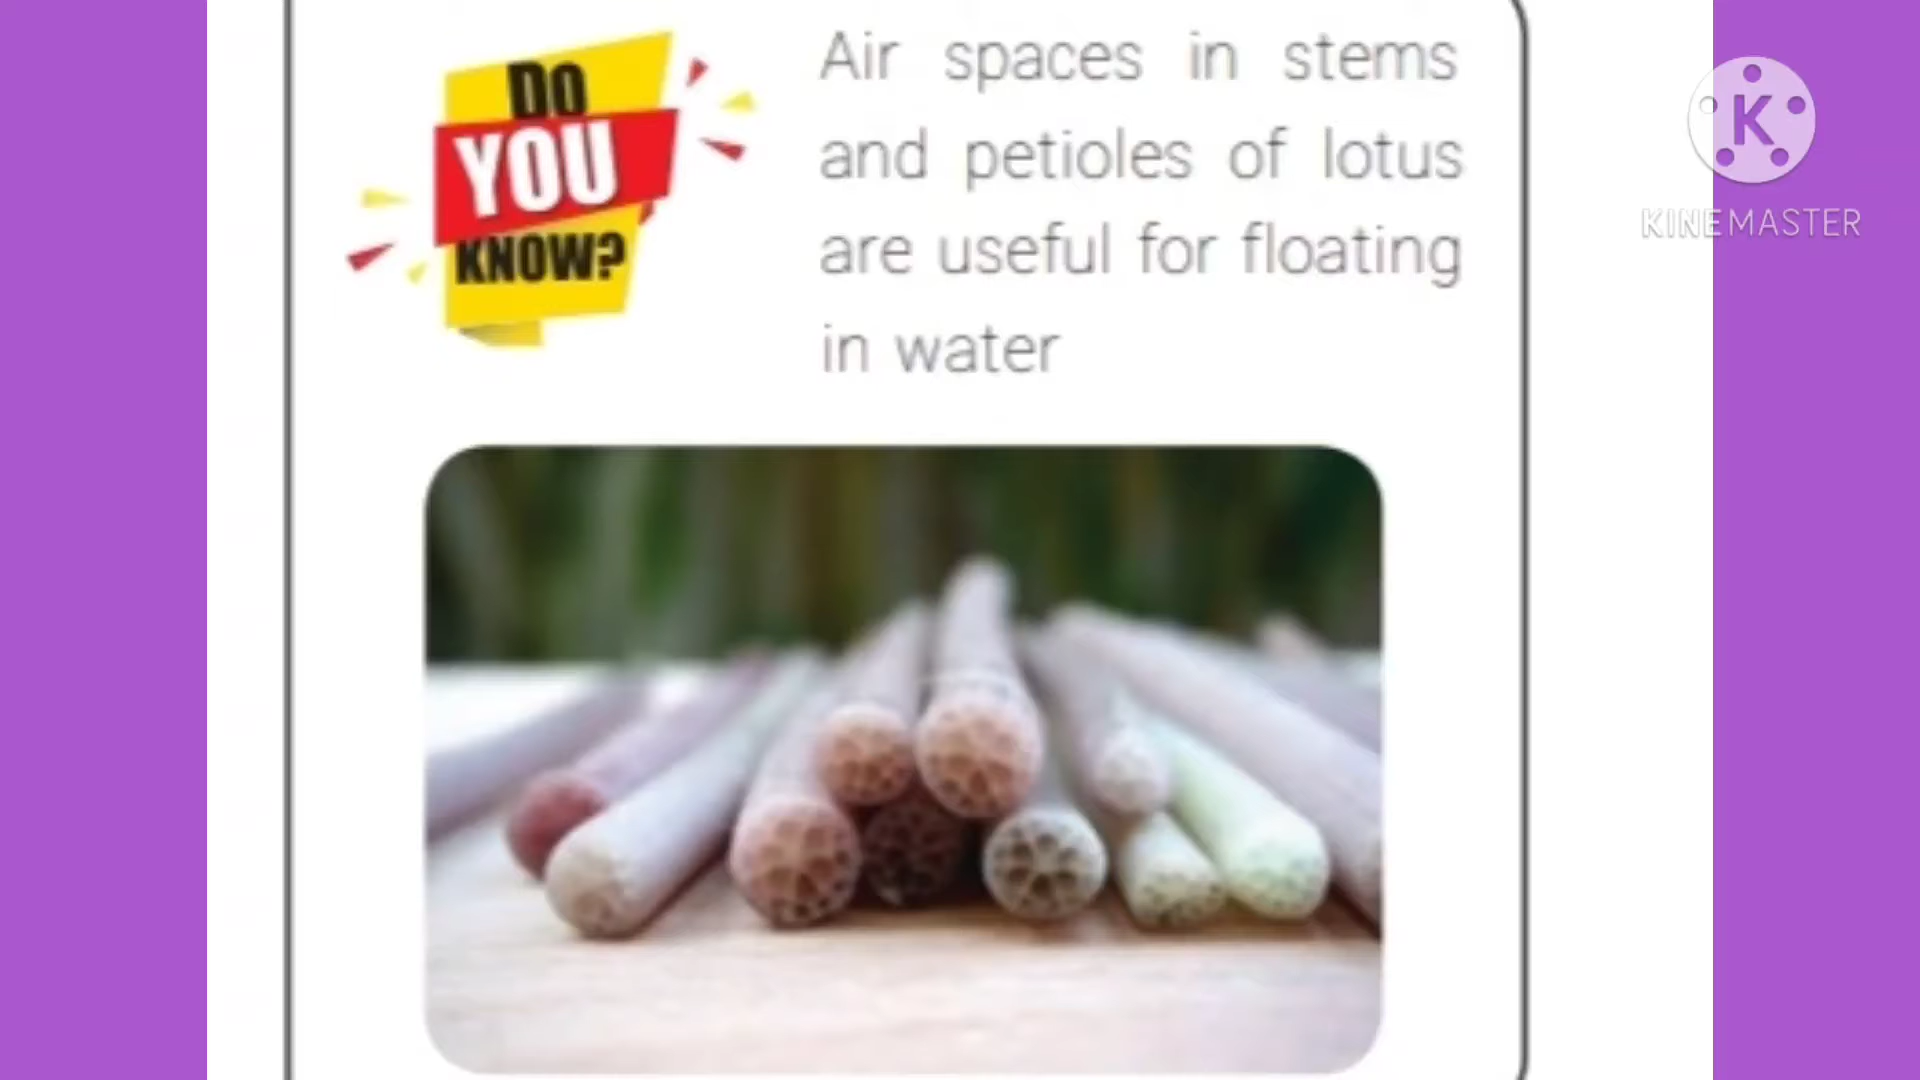 Do
YOU
KNOW?
Air spaces in stems
and petioles of lotus
are useful for floating
in water
K
KINEMASTER